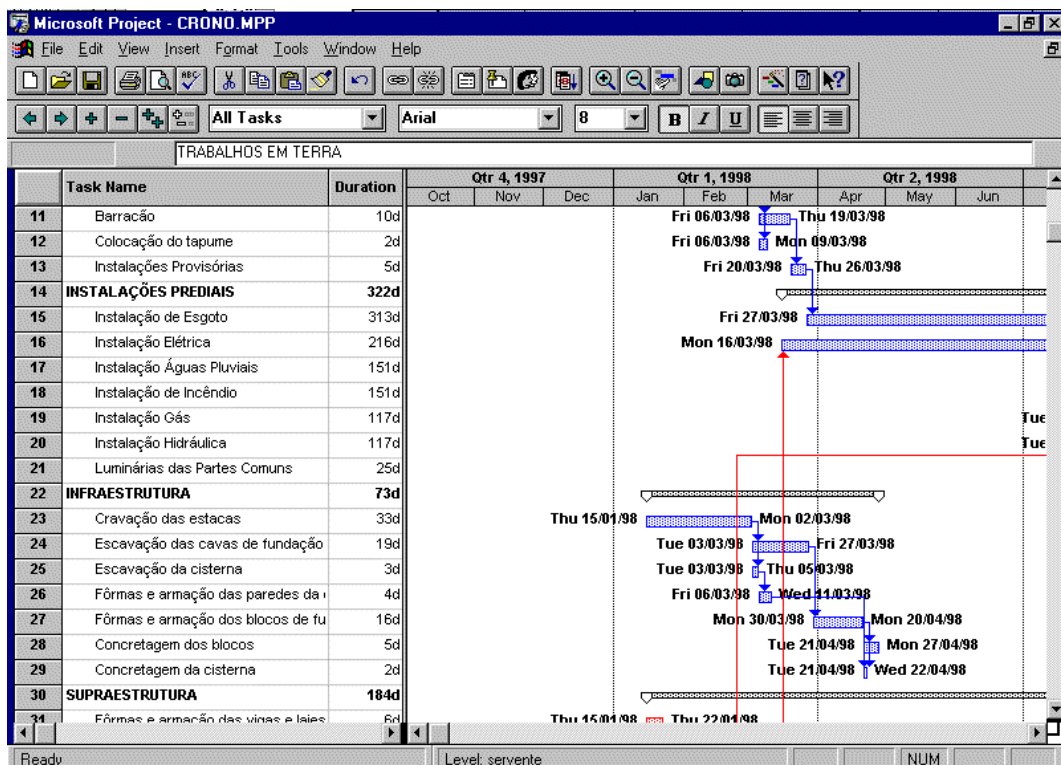 Microsoft Project - CRONO.MPP
File Edit View Insert Format Tools Window Help
All Tasks Arial 8 B I U
TRABALHOS EM TERRA
Task Name Duration Qtr 4, 1997 Qtr 1, 1998 Qtr 2, 1998
Oct Nov Dec Jan Feb Mar Apr May Jun
11 Barracão 10d Fri 06/03/98 Thu 19/03/98
12 Colocação do tapume 2d Fri 06/03/98 Mon 09/03/98
13 Instalações Provisórias 5d Fri 20/03/98 Thu 26/03/98
14 INSTALAÇÕES PREDIAIS 322d
15 Instalação de Esgoto 313d Fri 27/03/98
16 Instalação Elétrica 216d Mon 16/03/98
17 Instalação Águas Pluviais 151d
18 Instalação de Incêndio 151d
19 Instalação Gás 117d Tue
20 Instalação Hidráulica 117d Tue
21 Luminárias das Partes Comuns 25d
22 INFRAESTRUTURA 73d
23 Cravação das estacas 33d Thu 15/01/98 Mon 02/03/98
24 Escavação das cavas de fundação 19d Tue 03/03/98 Fri 27/03/98
25 Escavação da cisterna 3d Tue 03/03/98 Thu 05/03/98
26 Fôrmas e armação das paredes da 4d Fri 06/03/98 Wed 11/03/98
27 Fôrmas e armação dos blocos de fu 16d Mon 30/03/98 Mon 20/04/98
28 Concretagem dos blocos 5d Tue 21/04/98 Mon 27/04/98
29 Concretagem da cisterna 2d Tue 21/04/98 Wed 22/04/98
30 SUPRAESTRUTURA 184d
31 Fôrmas e armação das vigas e lajes 6d Thu 15/01/98 Thu 22/01/98
Ready Level: servente NUM